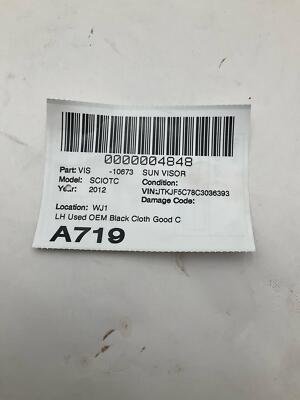 0000004848
Part: VIS -10673 SUN VISOR
Model: SCIOTC Condition:
Year: 2012 VIN:JTKJF5C78C3036393
Damage Code:
Location: WJ1
LH Used OEM Black Cloth Good C
A719